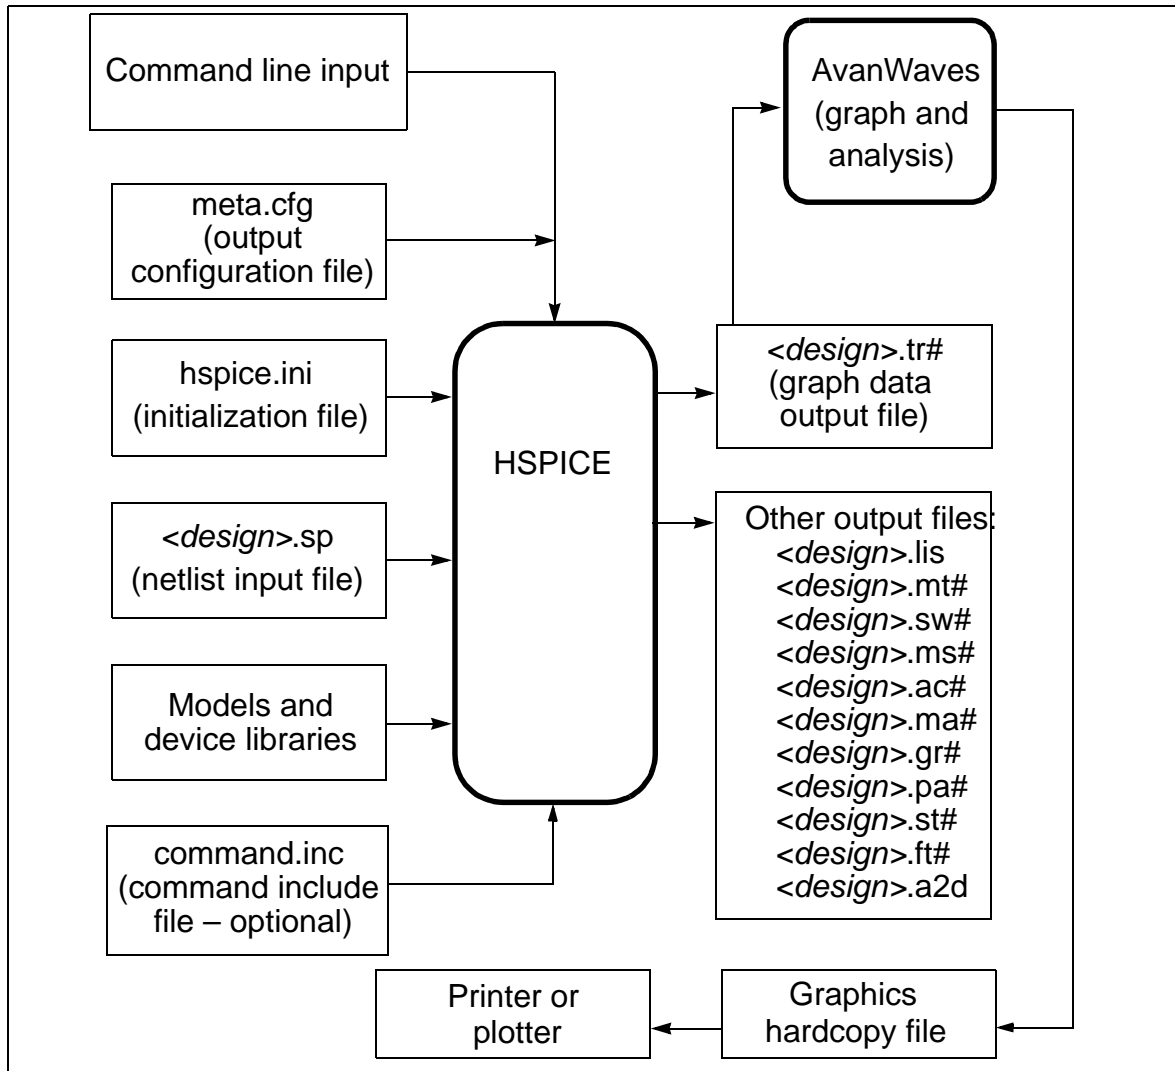 Command line input
AvanWaves
(graph and
analysis)
meta.cfg
(output
configuration file)
hspice.ini
(initialization file)
HSPICE
<design>.tr#
(graph data
output file)
<design>.sp
(netlist input file)
Other output files:
<design>.lis
<design>.mt#
<design>.sw#
<design>.ms#
<design>.ac#
<design>.ma#
<design>.gr#
<design>.pa#
<design>.st#
<design>.ft#
<design>.a2d
Models and
device libraries
command.inc
(command include
file – optional)
Printer or
plotter
Graphics
hardcopy file